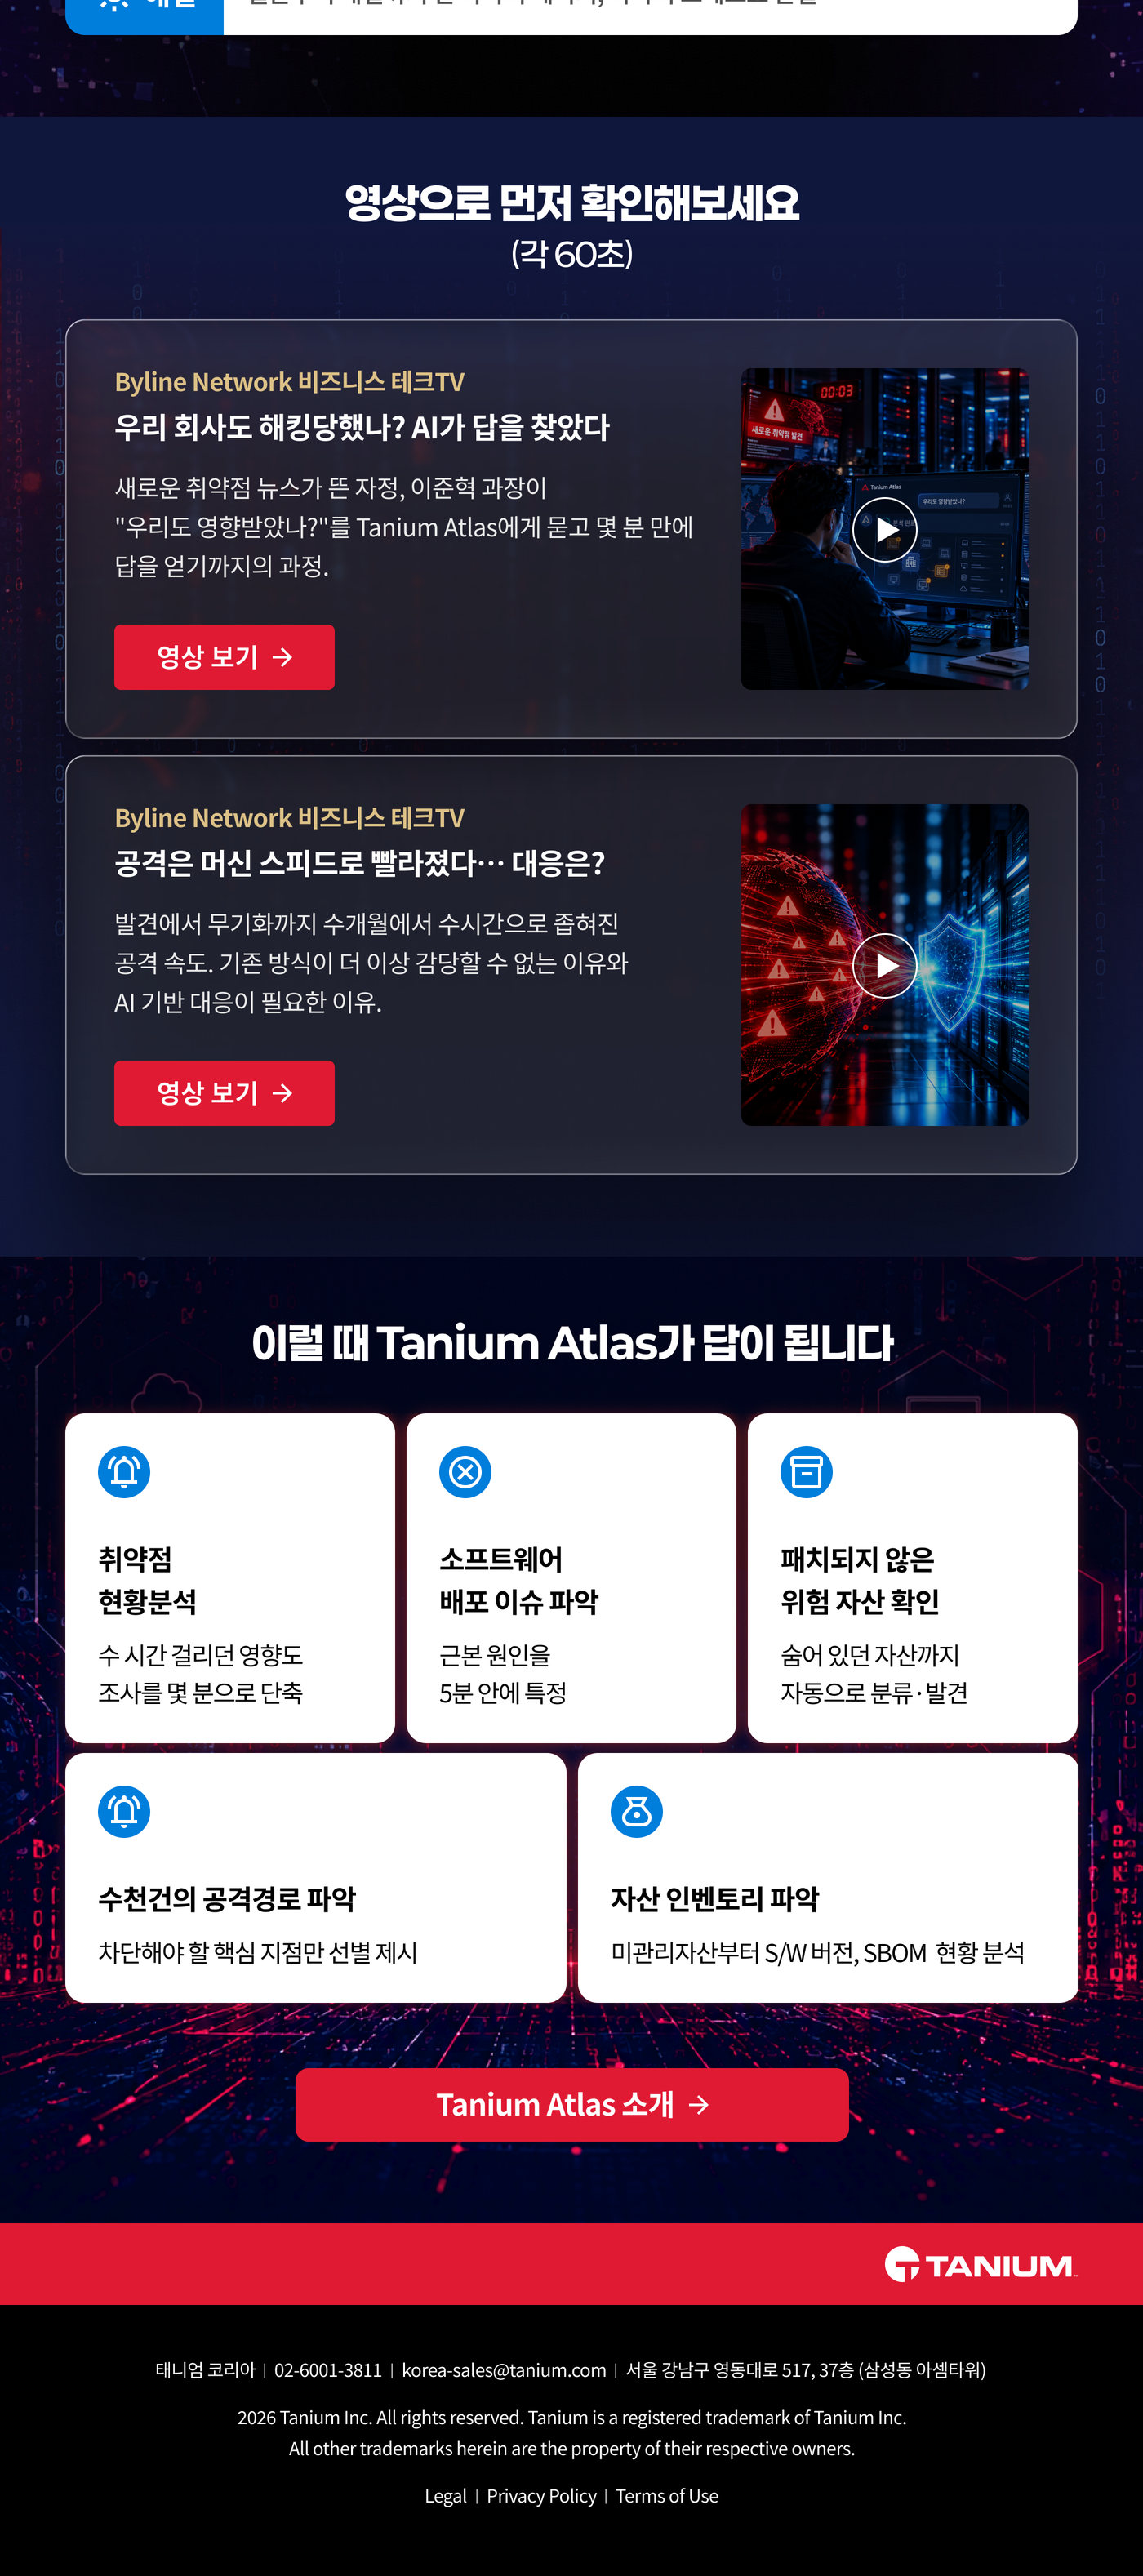 영상으로 먼저 확인해보세요
(각 60초)
Byline Network 비즈니스 테크TV
우리 회사도 해킹당했나? AI가 답을 찾았다
새로운 취약점 뉴스가 뜬 자정, 이준혁 과장이
"우리도 영향받았나?"를 Tanium Atlas에게 묻고 몇 분 만에
답을 얻기까지의 과정.
영상 보기 →
00:03
새로운 취약점 발견
Tanium Atlas
우리도 영향받았나?
Byline Network 비즈니스 테크TV
공격은 머신 스피드로 빨라졌다… 대응은?
발견에서 무기화까지 수개월에서 수시간으로 좁혀진
공격 속도. 기존 방식이 더 이상 감당할 수 없는 이유와
AI 기반 대응이 필요한 이유.
영상 보기 →
이럴 때 Tanium Atlas가 답이 됩니다
취약점
현황분석
수 시간 걸리던 영향도
조사를 몇 분으로 단축
소프트웨어
배포 이슈 파악
근본 원인을
5분 안에 특정
패치되지 않은
위험 자산 확인
숨어 있던 자산까지
자동으로 분류·발견
수천건의 공격경로 파악
차단해야 할 핵심 지점만 선별 제시
자산 인벤토리 파악
미관리자산부터 S/W 버전, SBOM 현황 분석
Tanium Atlas 소개 →
TANIUM
태니엄 코리아 | 02-6001-3811 | korea-sales@tanium.com | 서울 강남구 영동대로 517, 37층 (삼성동 아셈타워)
2026 Tanium Inc. All rights reserved. Tanium is a registered trademark of Tanium Inc.
All other trademarks herein are the property of their respective owners.
Legal | Privacy Policy | Terms of Use